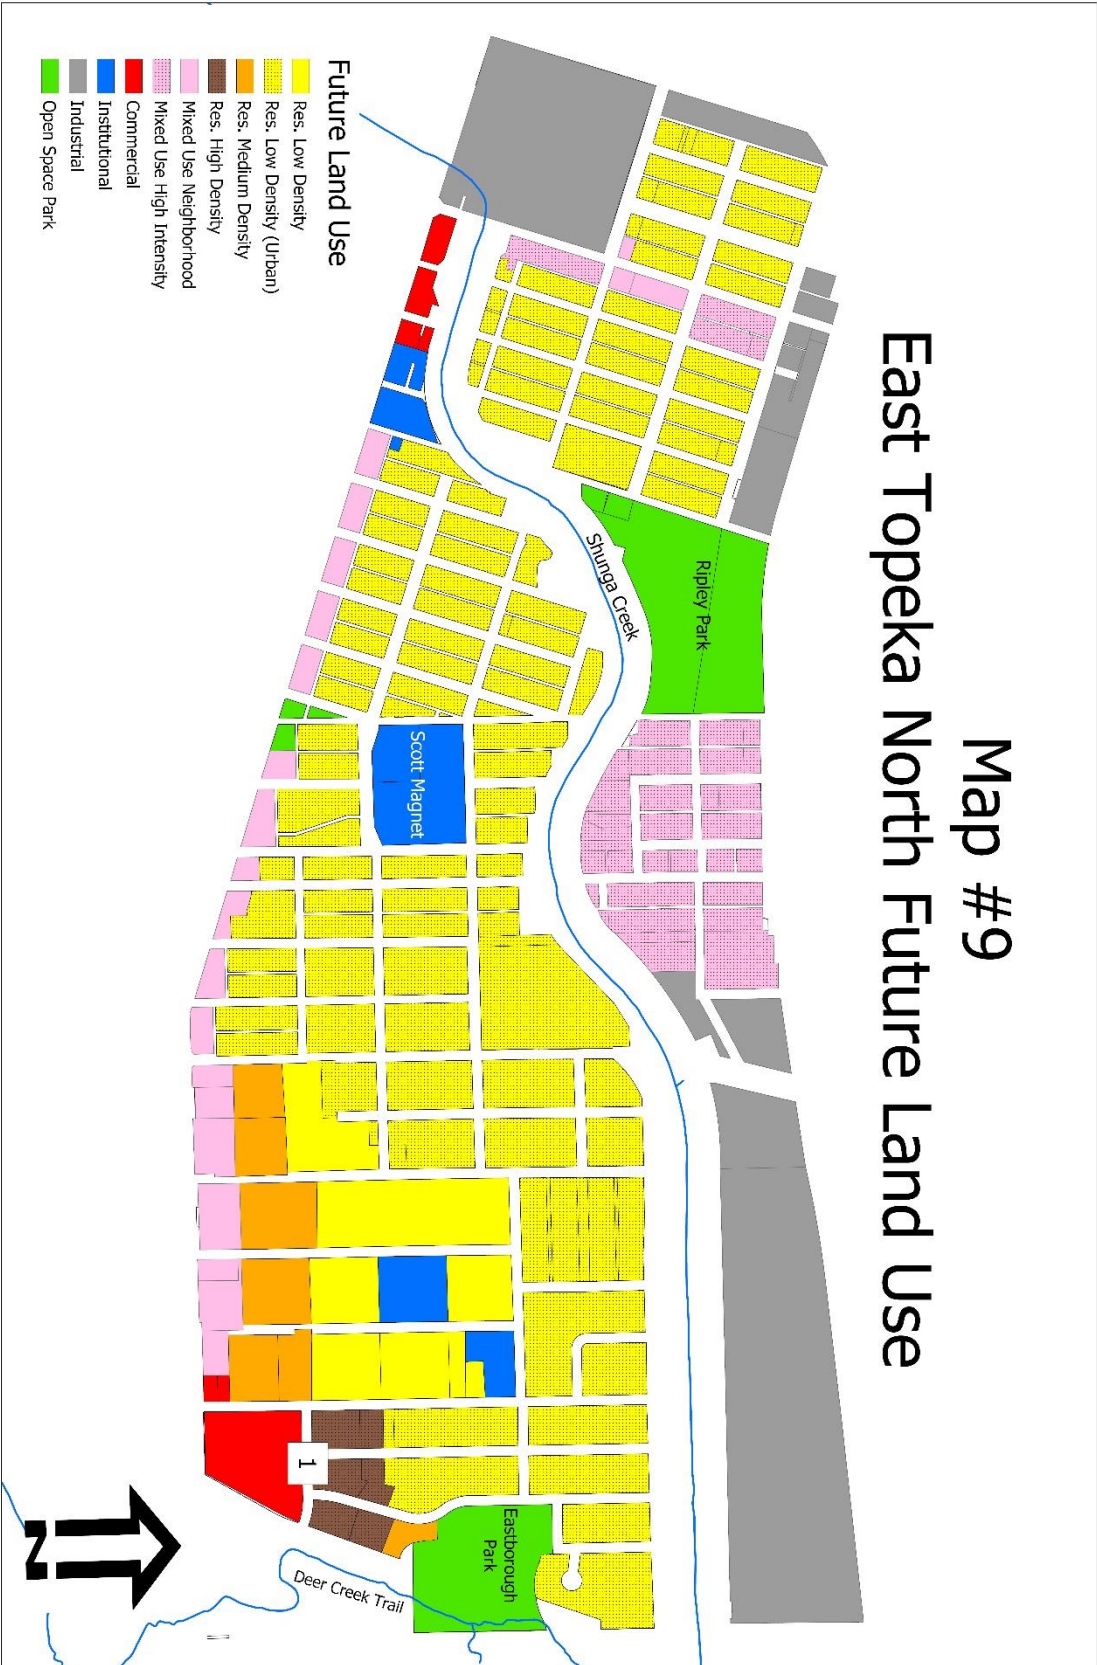 Map #9
East Topeka North Future Land Use
Ripley Park
Shunga Creek
Scott Magnet
Eastborough
Park
1
Deer Creek Trail
Future Land Use
Res. Low Density
Res. Low Density (Urban)
Res. Medium Density
Res. High Density
Mixed Use Neighborhood
Mixed Use High Intensity
Commercial
Institutional
Industrial
Open Space Park
N